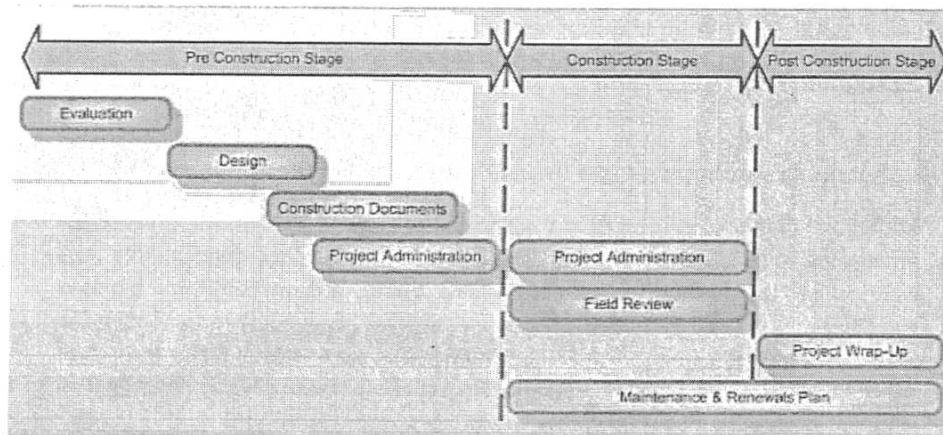 Pre Construction Stage
Construction Stage
Post Construction Stage
Evaluation
Design
Construction Documents
Project Administration
Project Administration
Field Review
Project Wrap-Up
Maintenance & Renewals Plan